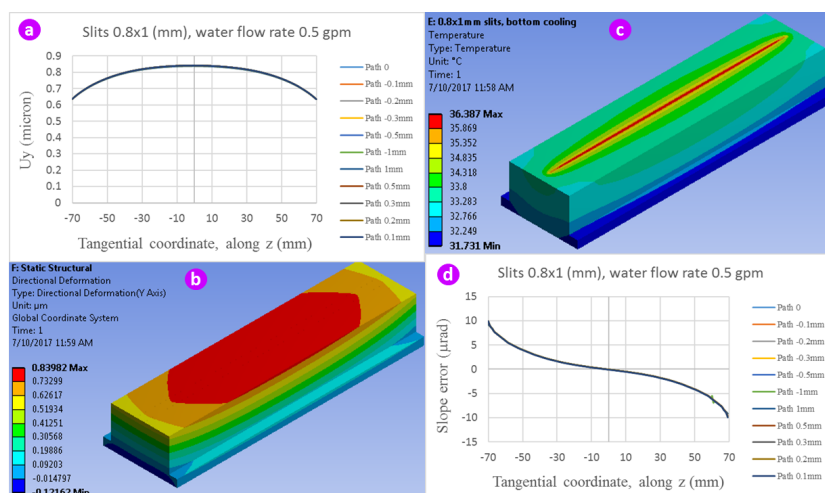 a
Slits 0.8x1 (mm), water flow rate 0.5 gpm
Uy (micron)
0.9
0.8
0.7
0.6
0.5
0.4
0.3
0.2
0.1
0
-70 -50 -30 -10 10 30 50 70
Tangential coordinate, along z (mm)
Path 0
Path -0.1mm
Path -0.2mm
Path -0.3mm
Path -0.5mm
Path -1mm
Path 1mm
Path 0.5mm
Path 0.3mm
Path 0.2mm
Path 0.1mm
E: 0.8x1mm slits, bottom cooling
Temperature
Type: Temperature
Unit: °C
Time: 1
7/10/2017 11:58 AM
c
36.387 Max
35.869
35.352
34.835
34.318
33.8
33.283
32.766
32.249
31.731 Min
F: Static Structural
Directional Deformation
Type: Directional Deformation(Y Axis)
Unit: µm
Global Coordinate System
Time: 1
7/10/2017 11:59 AM
b
0.83982 Max
0.73299
0.62617
0.51934
0.41251
0.30568
0.19886
0.09203
-0.014797
-0.12162 Min
d
Slits 0.8x1 (mm), water flow rate 0.5 gpm
Slope error (µrad)
15
10
5
0
-5
-10
-15
-70 -50 -30 -10 10 30 50 70
Tangential coordinate, along z (mm)
Path 0
Path -0.1mm
Path -0.2mm
Path -0.3mm
Path -0.5mm
Path -1mm
Path 1mm
Path 0.5mm
Path 0.3mm
Path 0.2mm
Path 0.1mm